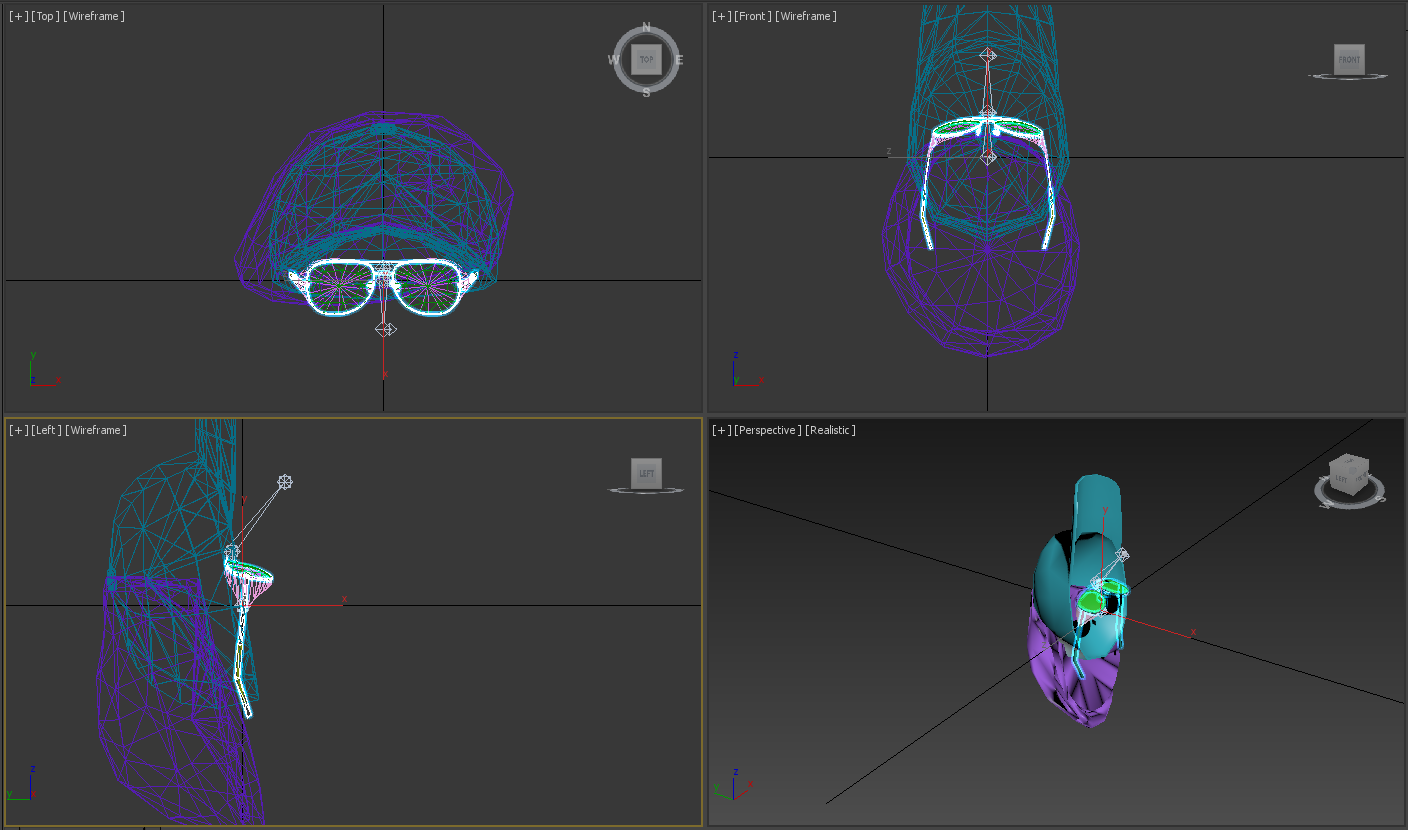 [+] [Top] [Wireframe]
N
W TOP E
S
y
z x
x
[+] [Front] [Wireframe]
FRONT
z
z
y x
[+] [Left] [Wireframe]
LEFT
y
x
z
y
[+] [Perspective] [Realistic]
LEFT
S
y
x
z
y x